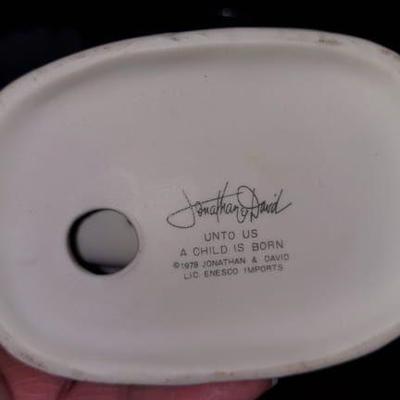 Jonathan & David
UNTO US
A CHILD IS BORN
©1979 JONATHAN & DAVID
LIC. ENESCO IMPORTS